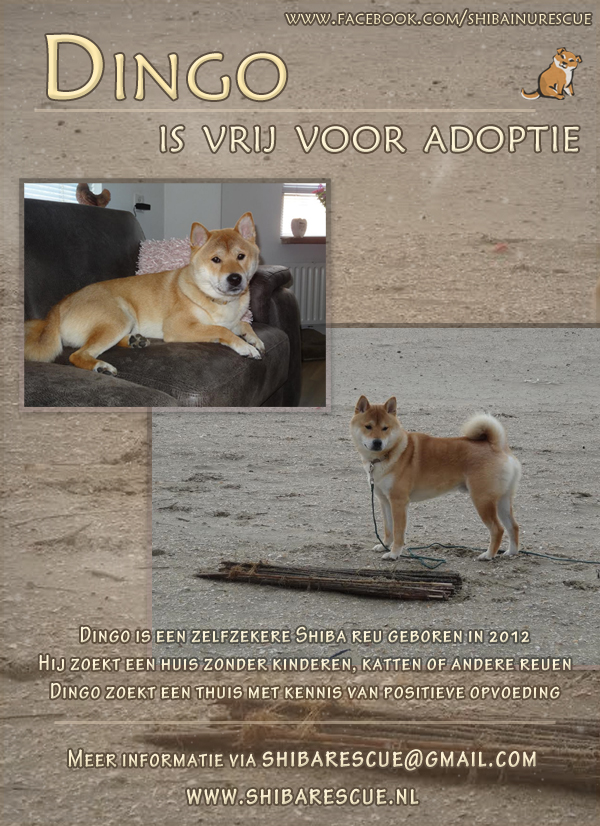 www.facebook.com/shibainurescue
Dingo
is vrij voor adoptie
Dingo is een zelfzekere Shiba reu geboren in 2012
Hij zoekt een huis zonder kinderen, katten of andere reuen
Dingo zoekt een thuis met kennis van positieve opvoeding
Meer informatie via shibarescue@gmail.com
www.shibarescue.nl